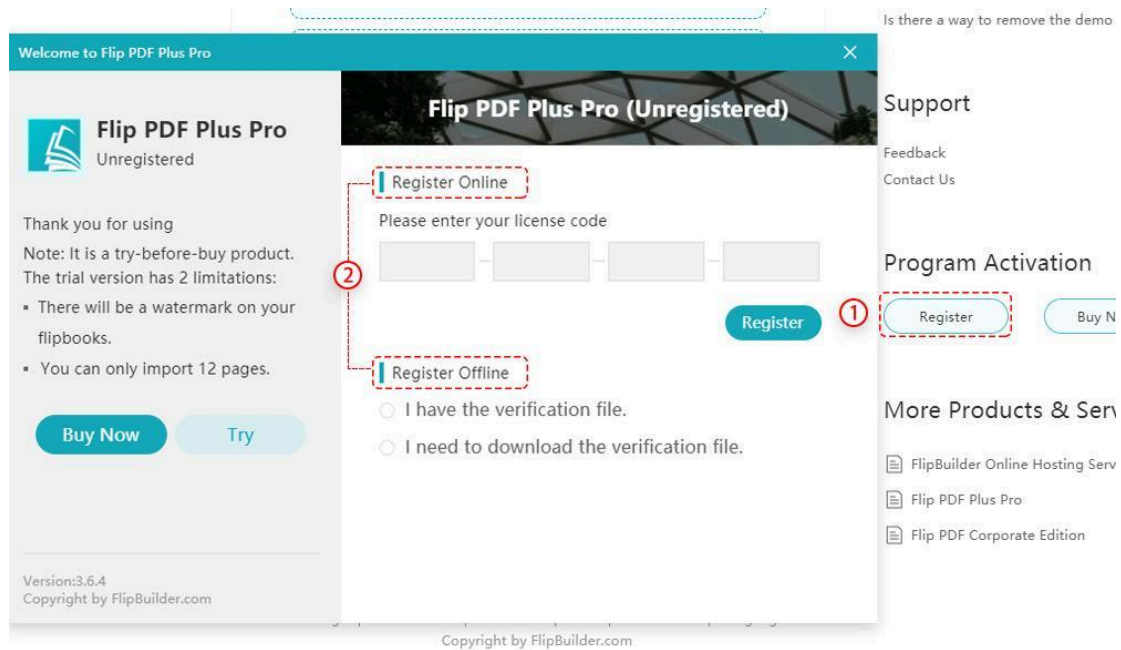 Is there a way to remove the demo
Welcome to Flip PDF Plus Pro
Flip PDF Plus Pro
Unregistered
Thank you for using
Note: It is a try-before-buy product.
The trial version has 2 limitations:
▪ There will be a watermark on your
flipbooks.
▪ You can only import 12 pages.
Buy Now
Try
Version:3.6.4
Copyright by FlipBuilder.com
Flip PDF Plus Pro (Unregistered)
Register Online
Please enter your license code
2
Register
Register Offline
I have the verification file.
I need to download the verification file.
Support
Feedback
Contact Us
Program Activation
1
Register
Buy N
More Products & Serv
FlipBuilder Online Hosting Serv
Flip PDF Plus Pro
Flip PDF Corporate Edition
Copyright by FlipBuilder.com